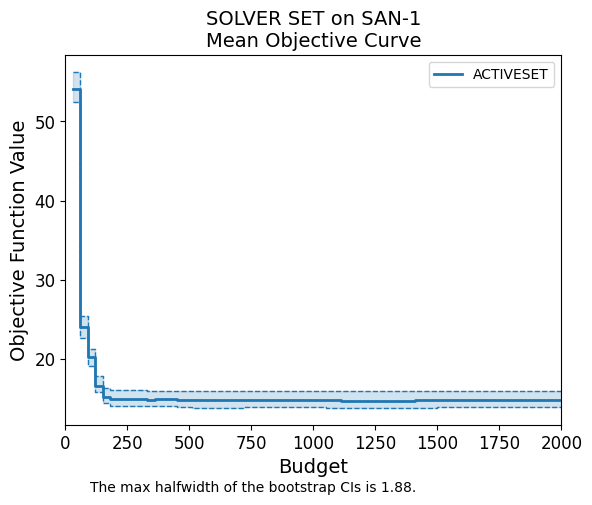 SOLVER SET on SAN-1
Mean Objective Curve
ACTIVESET
Objective Function Value
50
40
30
20
0 250 500 750 1000 1250 1500 1750 2000
Budget
The max halfwidth of the bootstrap CIs is 1.88.